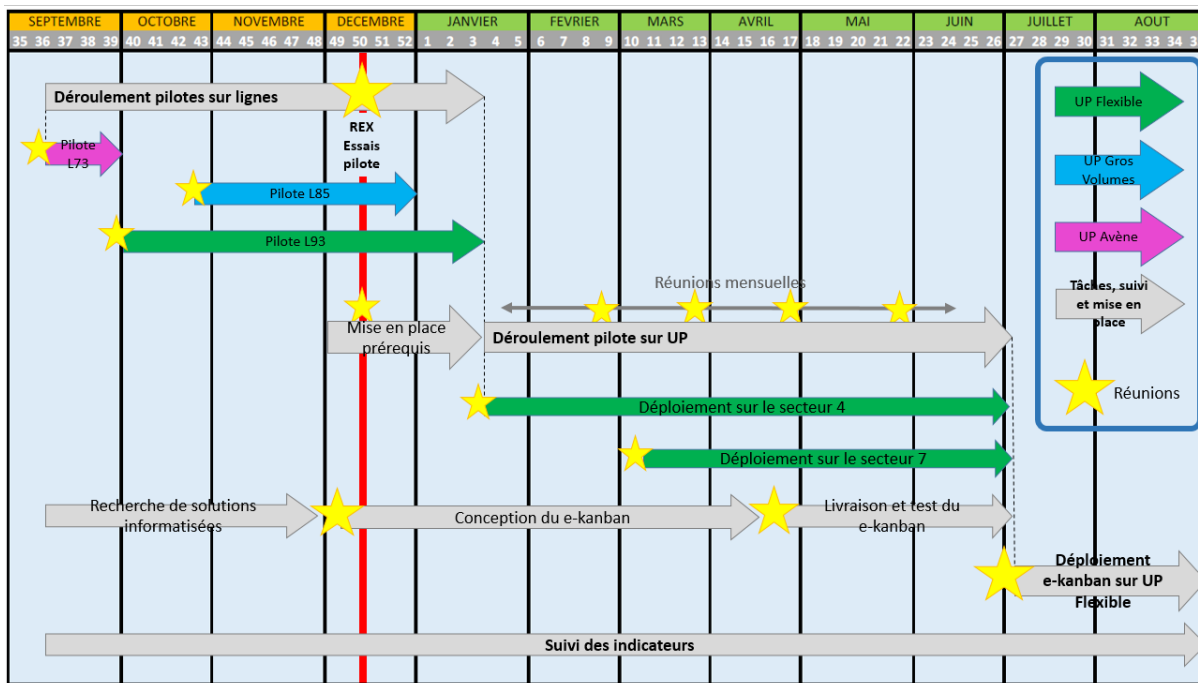 SEPTEMBRE OCTOBRE NOVEMBRE DECEMBRE JANVIER FEVRIER MARS AVRIL MAI JUIN JUILLET AOUT
35 36 37 38 39 40 41 42 43 44 45 46 47 48 49 50 51 52 1 2 3 4 5 6 7 8 9 10 11 12 13 14 15 16 17 18 19 20 21 22 23 24 25 26 27 28 29 30 31 32 33 34
Déroulement pilotes sur lignes
REX
Essais
pilote
Pilote
L73
Pilote L85
Pilote L93
Réunions mensuelles
Mise en place
prérequis
Déroulement pilote sur UP
Déploiement sur le secteur 4
Déploiement sur le secteur 7
Recherche de solutions
informatisées
Conception du e-kanban
Livraison et test du
e-kanban
Déploiement
e-kanban sur UP
Flexible
Suivi des indicateurs
UP Flexible
UP Gros
Volumes
UP Avène
Tâches, suivi
et mise en
place
Réunions